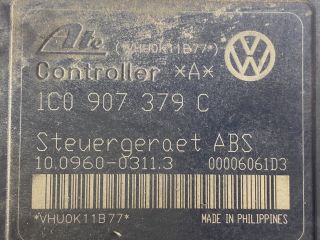 Ate (*VHU0K11B77*)
Controller *A*
1C0 907 379 C
Steuergeraet ABS
10.0960-0311.3 00006061D3
*VHU0K11B77* MADE IN PHILIPPINES